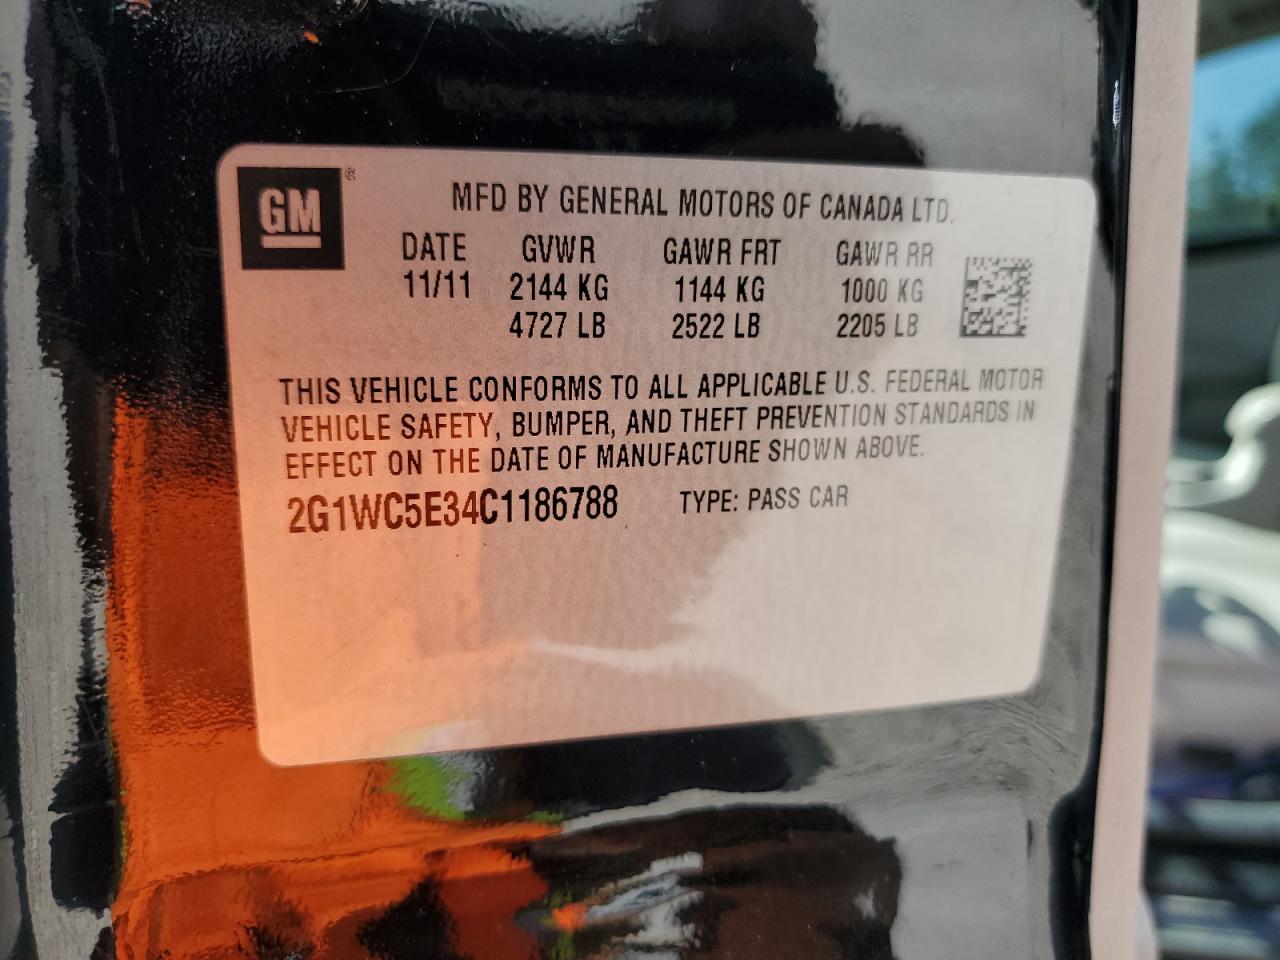 GM®
MFD BY GENERAL MOTORS OF CANADA LTD.
DATE GVWR GAWR FRT GAWR RR
11/11 2144 KG 1144 KG 1000 KG
4727 LB 2522 LB 2205 LB
THIS VEHICLE CONFORMS TO ALL APPLICABLE U.S. FEDERAL MOTOR
VEHICLE SAFETY, BUMPER, AND THEFT PREVENTION STANDARDS IN
EFFECT ON THE DATE OF MANUFACTURE SHOWN ABOVE.
2G1WC5E34C1186788 TYPE: PASS CAR